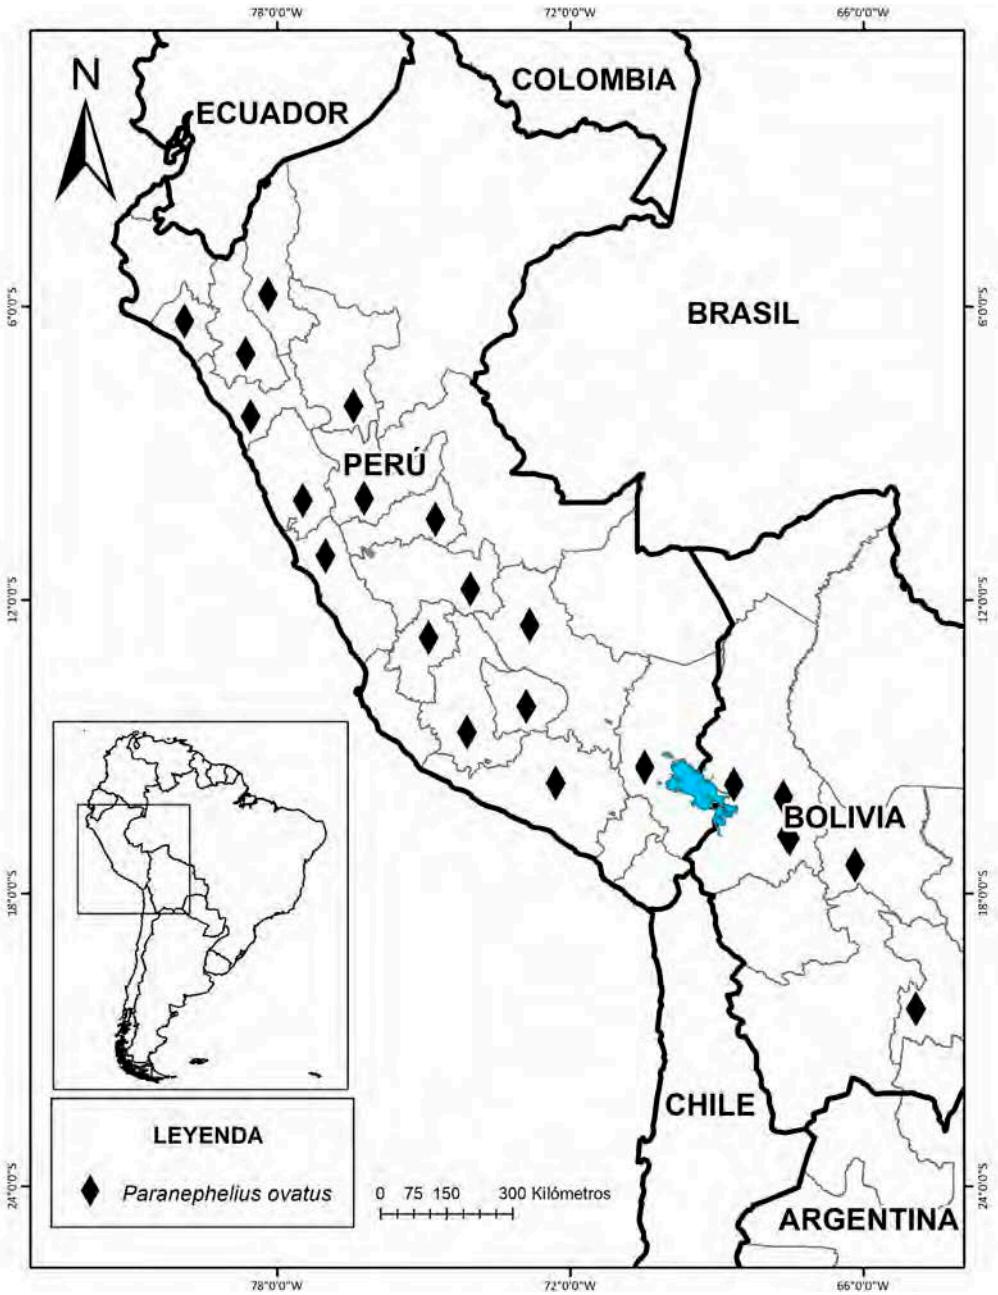 78°0'0"W 72°0'0"W 66°0'0"W
N
COLOMBIA
ECUADOR
6°0'0"S 6°0'0"S
BRASIL
PERÚ
12°0'0"S 12°0'0"S
BOLIVIA
18°0'0"S 18°0'0"S
CHILE
LEYENDA
Paranephelius ovatus
0 75 150 300 Kilómetros
24°0'0"S 24°0'0"S
ARGENTINA
78°0'0"W 72°0'0"W 66°0'0"W